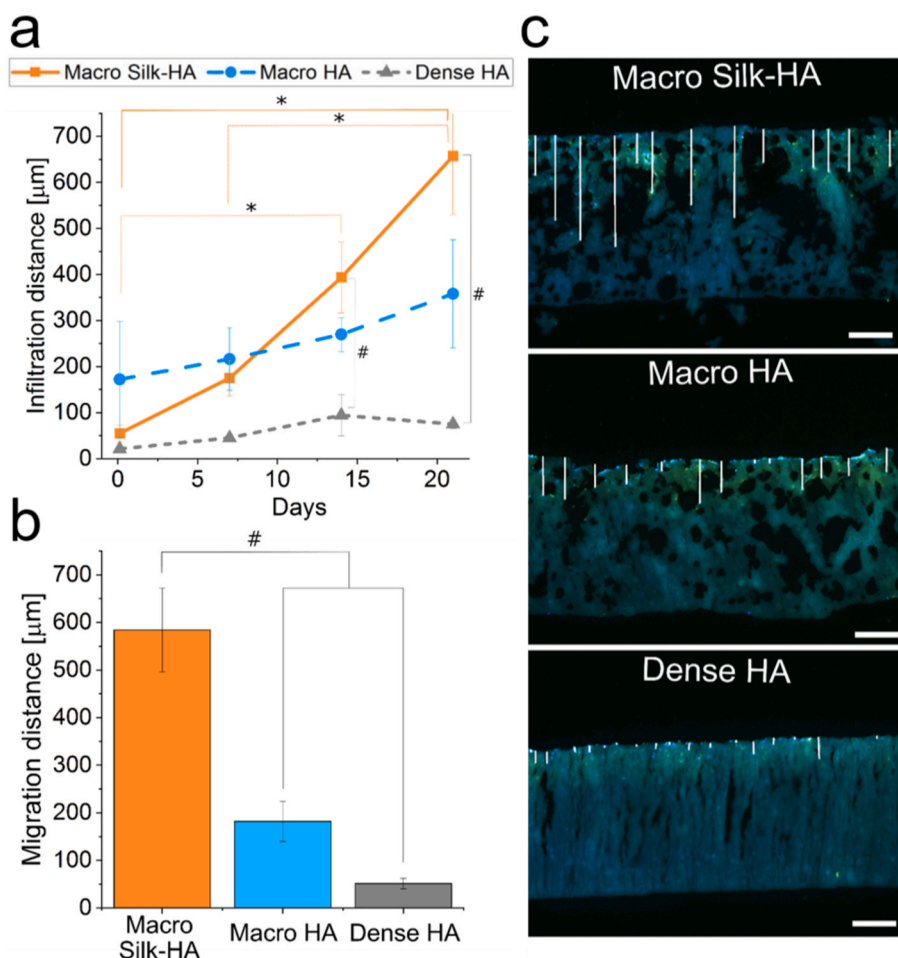 a
Macro Silk-HA Macro HA Dense HA
*
*
*
#
#
700
600
500
400
300
200
100
0
Infiltration distance [μm]
0 5 10 15 20
Days
b
#
700
600
500
400
300
200
100
0
Migration distance [μm]
Macro Silk-HA
Macro HA
Dense HA
c
Macro Silk-HA
Macro HA
Dense HA